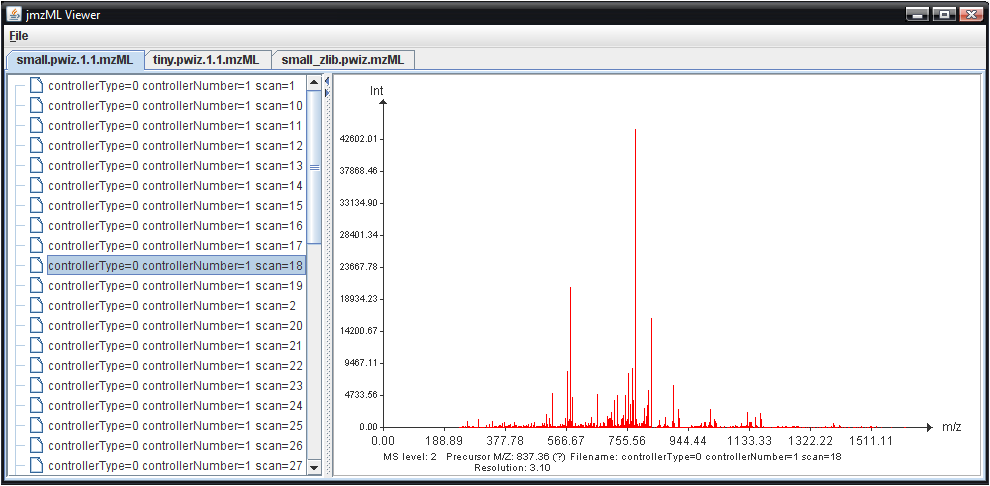 jmzML Viewer
File
small.pwiz.1.1.mzML tiny.pwiz.1.1.mzML small_zlib.pwiz.mzML
controllerType=0 controllerNumber=1 scan=1
controllerType=0 controllerNumber=1 scan=10
controllerType=0 controllerNumber=1 scan=11
controllerType=0 controllerNumber=1 scan=12
controllerType=0 controllerNumber=1 scan=13
controllerType=0 controllerNumber=1 scan=14
controllerType=0 controllerNumber=1 scan=15
controllerType=0 controllerNumber=1 scan=16
controllerType=0 controllerNumber=1 scan=17
controllerType=0 controllerNumber=1 scan=18
controllerType=0 controllerNumber=1 scan=19
controllerType=0 controllerNumber=1 scan=2
controllerType=0 controllerNumber=1 scan=20
controllerType=0 controllerNumber=1 scan=21
controllerType=0 controllerNumber=1 scan=22
controllerType=0 controllerNumber=1 scan=23
controllerType=0 controllerNumber=1 scan=24
controllerType=0 controllerNumber=1 scan=25
controllerType=0 controllerNumber=1 scan=26
controllerType=0 controllerNumber=1 scan=27
Int
42602.01
37868.46
33134.90
28401.34
23667.78
18934.23
14200.67
9467.11
4733.56
0.00
0.00 188.89 377.78 566.67 755.56 944.44 1133.33 1322.22 1511.11
m/z
MS level: 2 Precursor M/Z: 837.36 (?) Filename: controllerType=0 controllerNumber=1 scan=18
Resolution: 3.10